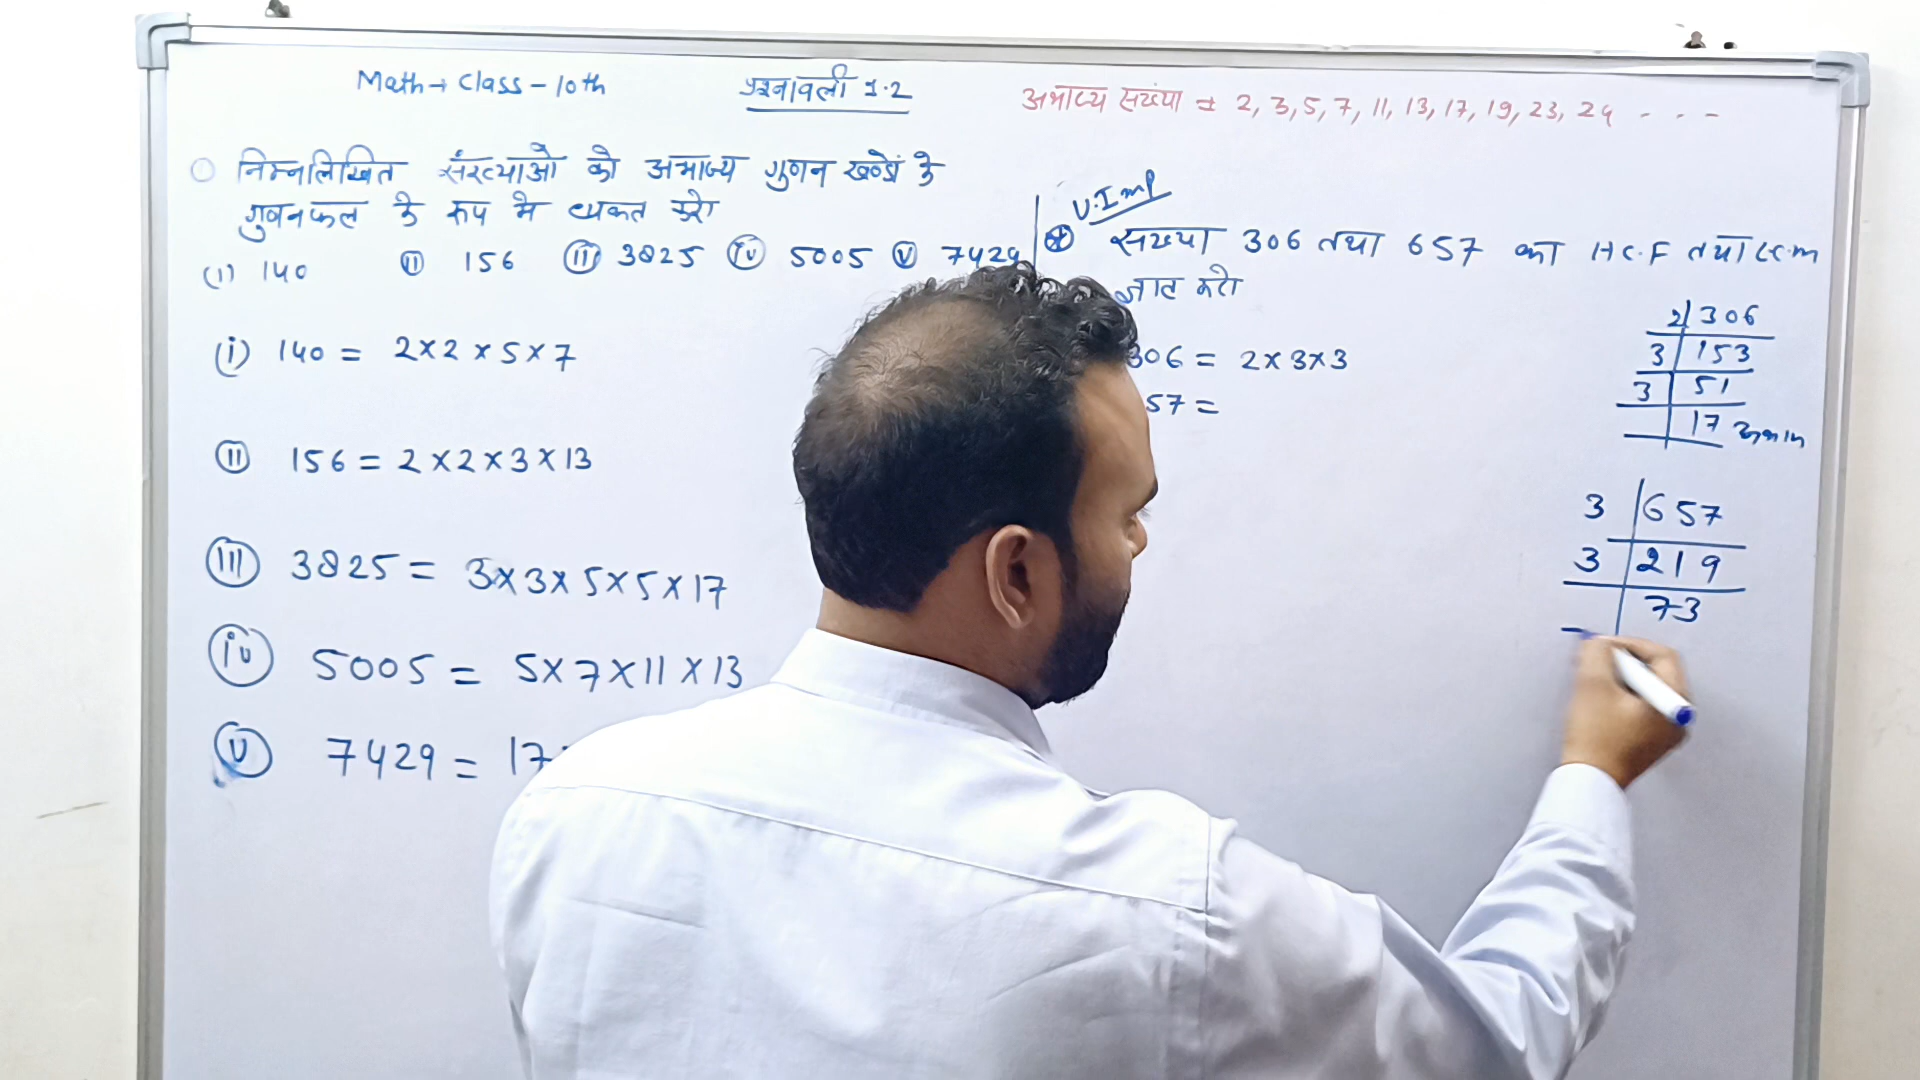 Math → Class - 10th
प्रश्नावली 1.2
अभाज्य संख्या = 2, 3, 5, 7, 11, 13, 17, 19, 23, 29 - - -
निम्नलिखित संख्याओ को अभाज्य गुणन खण्डों के
गुणनफल के रूप मे व्यक्त करो
(i) 140 (ii) 156 (iii) 3825 (iv) 5005 (v) 7429
(i) 140 = 2×2×5×7
(ii) 156 = 2×2×3×13
(iii) 3825 = 3×3×5×5×17
(iv) 5005 = 5×7×11×13
(v) 7429 = 17
V.Imp
संख्या 306 तथा 657 का H.C.F तथा L.C.M
ज्ञात करो
306 = 2×3×3
57 =
2 | 306
3 | 153
3 | 51
17
3 | 657
3 | 219
73